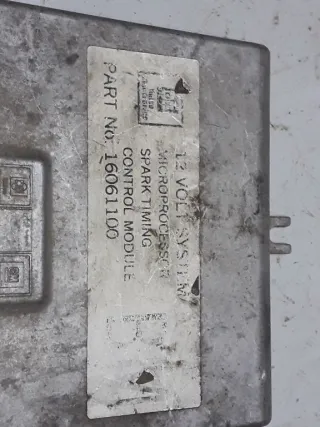 12 VOLT SYSTEM
MICROPROCESSOR
SPARK TIMING
CONTROL MODULE
PART No. 16061100